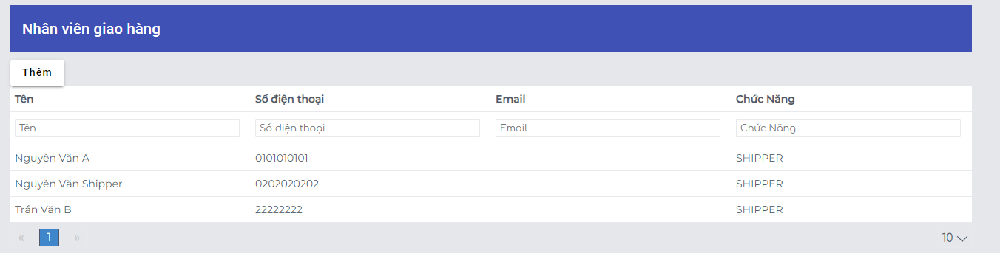 Nhân viên giao hàng
Thêm
Tên Số điện thoại Email Chức Năng
Tên Số điện thoại Email Chức Năng
Nguyễn Văn A 0101010101 SHIPPER
Nguyễn Văn Shipper 0202020202 SHIPPER
Trần Văn B 22222222 SHIPPER
« 1 » 10